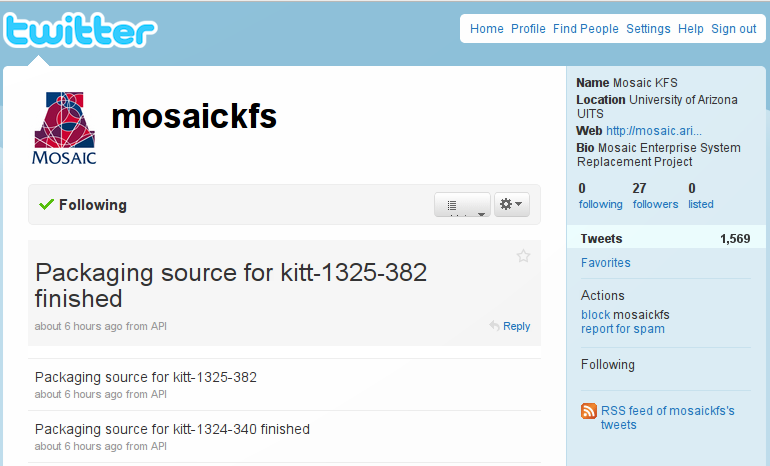 twitter
Home Profile Find People Settings Help Sign out
MOSAIC
mosaickfs
Following
Packaging source for kitt-1325-382
finished
about 6 hours ago from API
Reply
Packaging source for kitt-1325-382
about 6 hours ago from API
Packaging source for kitt-1324-340 finished
about 6 hours ago from API
Name Mosaic KFS
Location University of Arizona
UITS
Web http://mosaic.ari...
Bio Mosaic Enterprise System
Replacement Project
0 27 0
following followers listed
Tweets 1,569
Favorites
Actions
block mosaickfs
report for spam
Following
RSS feed of mosaickfs's
tweets